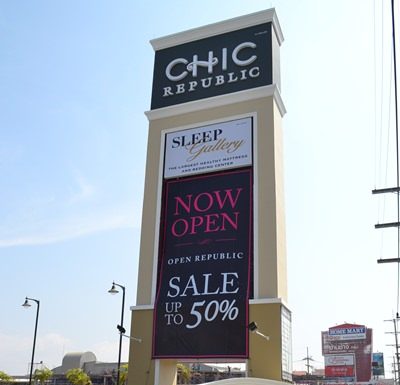 CHIC
REPUBLIC
SLEEP
Gallery
THE LARGEST HEALTHY MATTRESS
AND BEDDING CENTER
NOW
OPEN
OPEN REPUBLIC
SALE
UP TO 50%
HOME MART